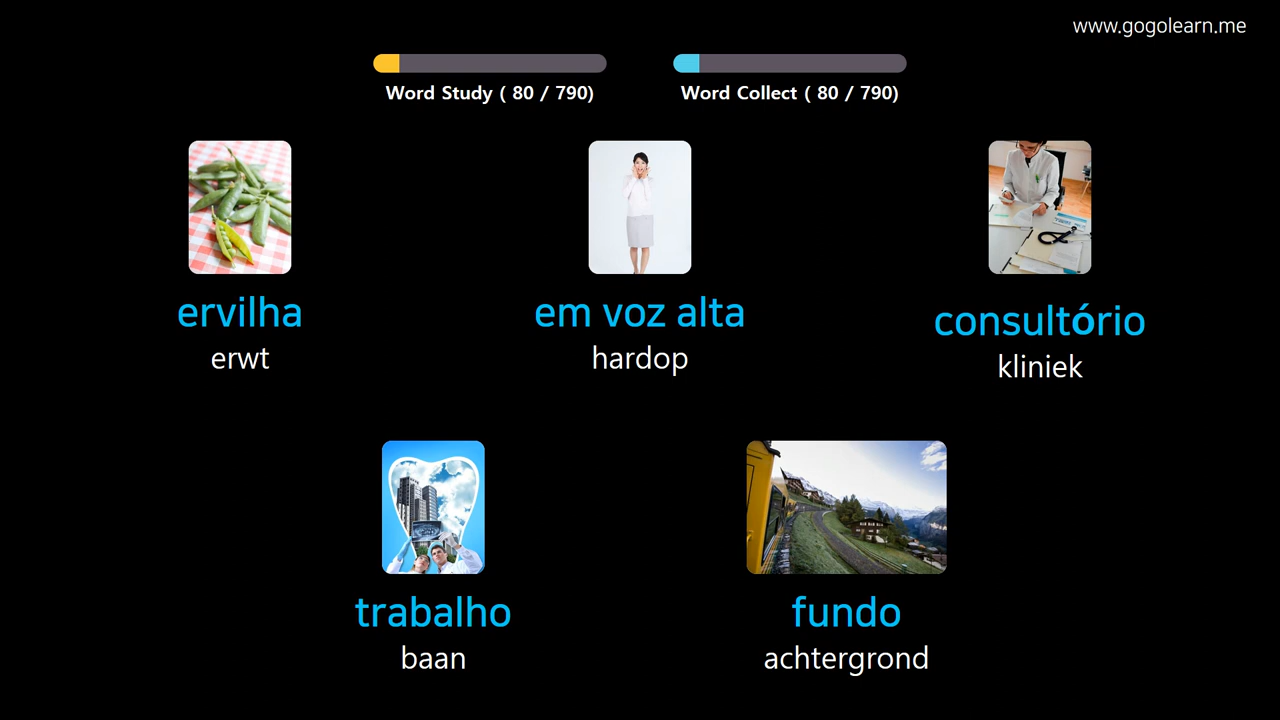 www.gogolearn.me
Word Study ( 80 / 790)
Word Collect ( 80 / 790)
ervilha
erwt
em voz alta
hardop
consultório
kliniek
trabalho
baan
fundo
achtergrond